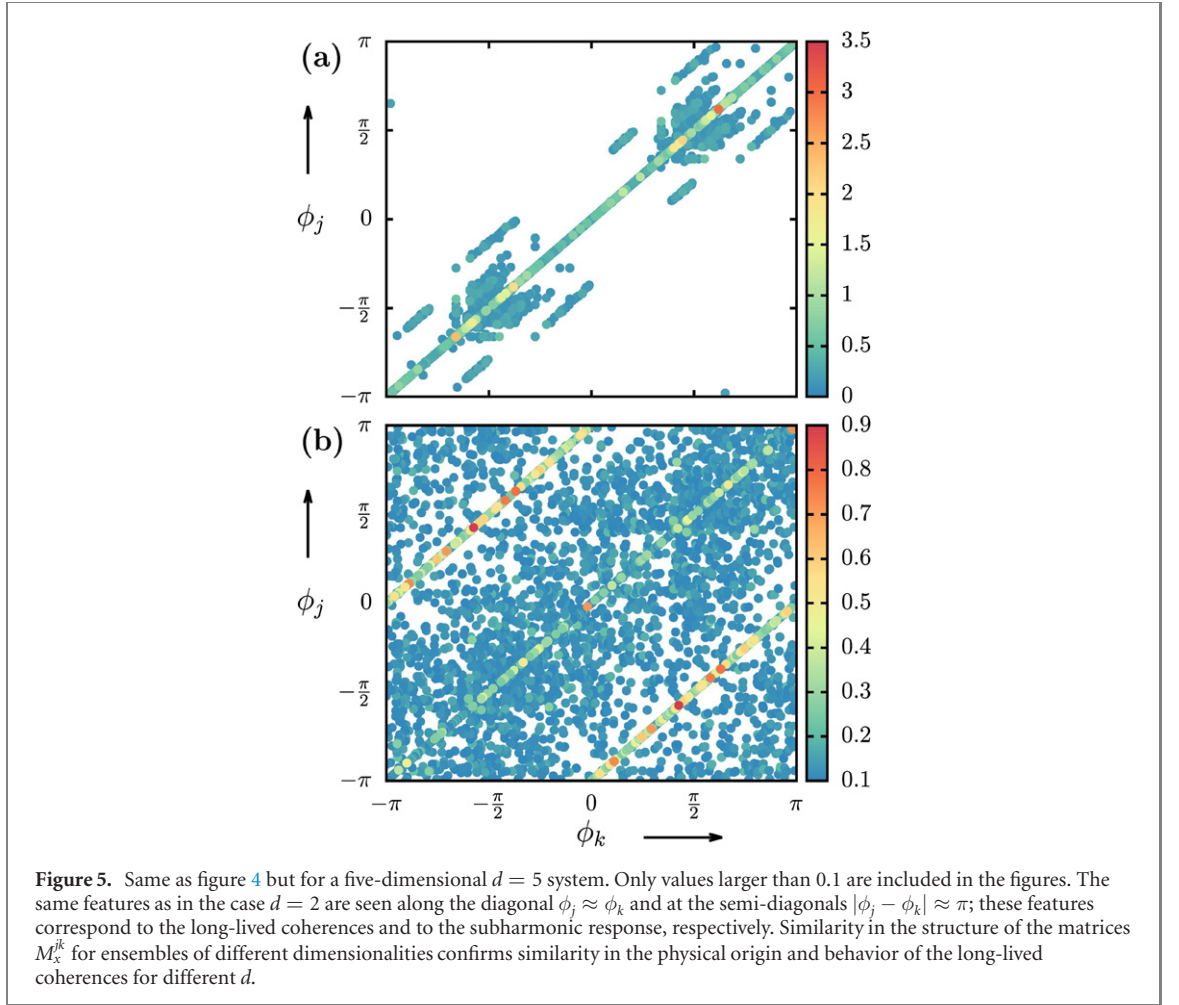 (a)
π
π/2
0
−π/2
−π
ϕj
3.5
3
2.5
2
1.5
1
0.5
0
(b)
π
π/2
0
−π/2
−π
ϕj
0.9
0.8
0.7
0.6
0.5
0.4
0.3
0.2
0.1
−π −π/2 0 π/2 π
ϕk
Figure 5. Same as figure 4 but for a five-dimensional d = 5 system. Only values larger than 0.1 are included in the figures. The
same features as in the case d = 2 are seen along the diagonal ϕj ≈ ϕk and at the semi-diagonals |ϕj − ϕk| ≈ π; these features
correspond to the long-lived coherences and to the subharmonic response, respectively. Similarity in the structure of the matrices
M_x^{jk} for ensembles of different dimensionalities confirms similarity in the physical origin and behavior of the long-lived
coherences for different d.